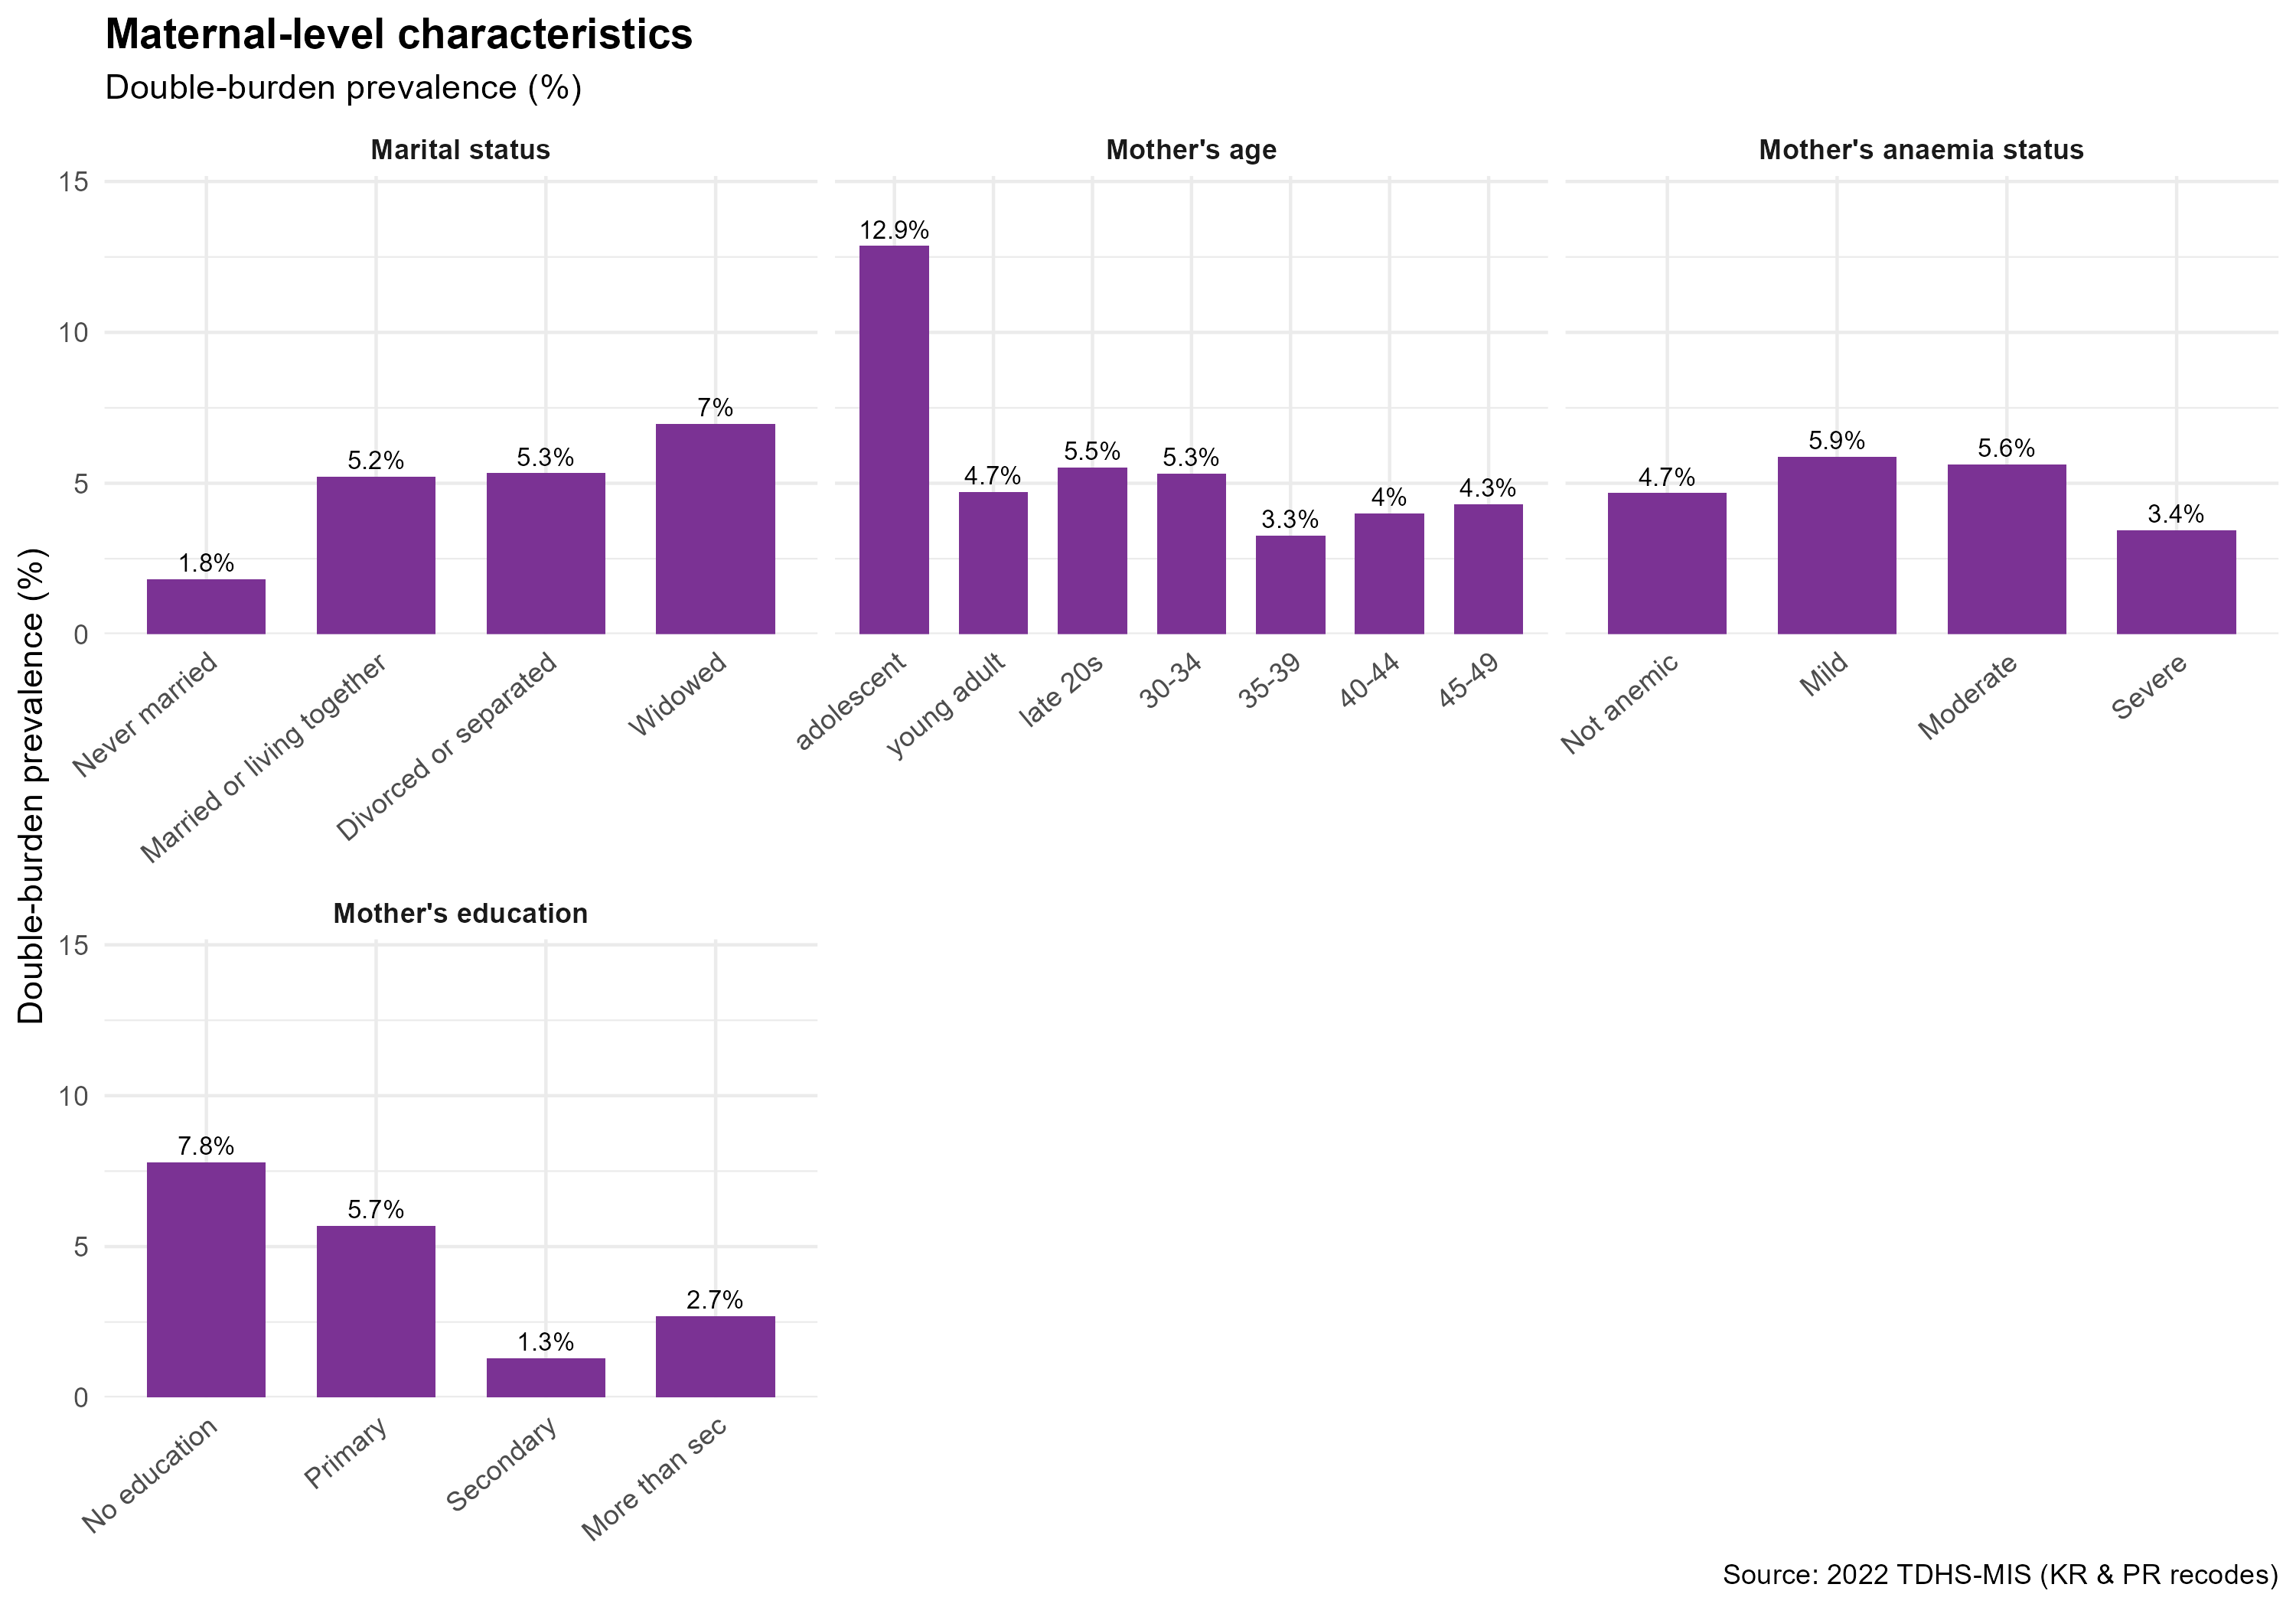 Maternal-level characteristics
Double-burden prevalence (%)
Double-burden prevalence (%)
Marital status
15
10
5
0
1.8%
5.2%
5.3%
7%
Never married
Married or living together
Divorced or separated
Widowed
Mother's age
12.9%
4.7%
5.5%
5.3%
3.3%
4%
4.3%
adolescent
young adult
late 20s
30-34
35-39
40-44
45-49
Mother's anaemia status
4.7%
5.9%
5.6%
3.4%
Not anemic
Mild
Moderate
Severe
Mother's education
15
10
5
0
7.8%
5.7%
1.3%
2.7%
No education
Primary
Secondary
More than sec
Source: 2022 TDHS-MIS (KR & PR recodes)